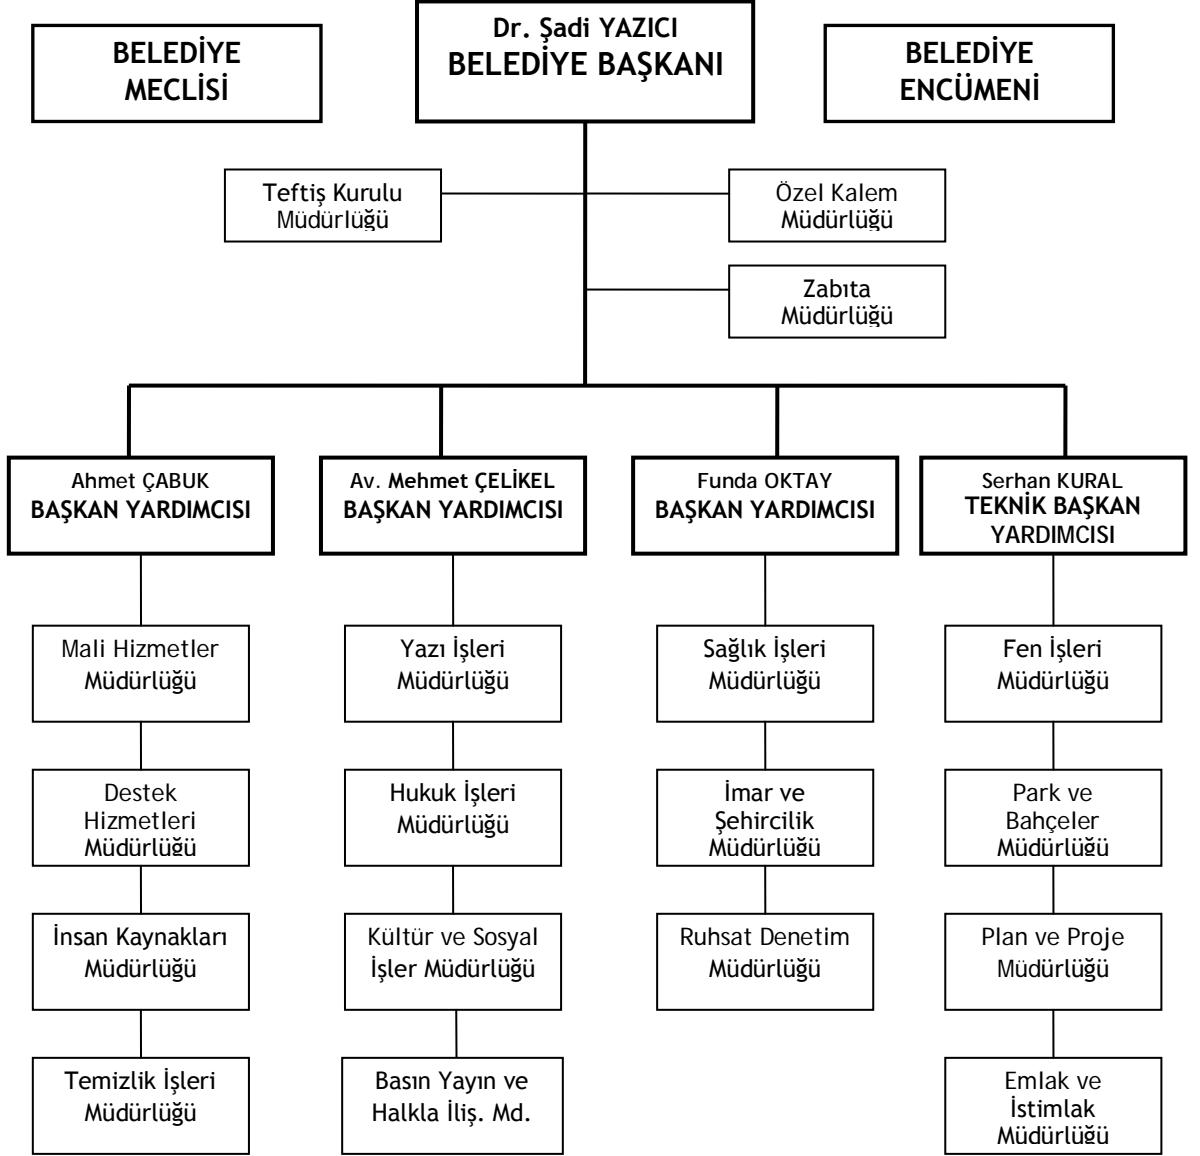 BELEDİYE
MECLİSİ
Dr. Şadi YAZICI
BELEDİYE BAŞKANI
BELEDİYE
ENCÜMENİ
Teftiş Kurulu
Müdürlüğü
Özel Kalem
Müdürlüğü
Zabıta
Müdürlüğü
Ahmet ÇABUK
BAŞKAN YARDIMCISI
Av. Mehmet ÇELİKEL
BAŞKAN YARDIMCISI
Funda OKTAY
BAŞKAN YARDIMCISI
Serhan KURAL
TEKNİK BAŞKAN
YARDIMCISI
Mali Hizmetler
Müdürlüğü
Yazı İşleri
Müdürlüğü
Sağlık İşleri
Müdürlüğü
Fen İşleri
Müdürlüğü
Destek
Hizmetleri
Müdürlüğü
Hukuk İşleri
Müdürlüğü
İmar ve
Şehircilik
Müdürlüğü
Park ve
Bahçeler
Müdürlüğü
İnsan Kaynakları
Müdürlüğü
Kültür ve Sosyal
İşler Müdürlüğü
Ruhsat Denetim
Müdürlüğü
Plan ve Proje
Müdürlüğü
Temizlik İşleri
Müdürlüğü
Basın Yayın ve
Halkla İliş. Md.
Emlak ve
İstimlak
Müdürlüğü